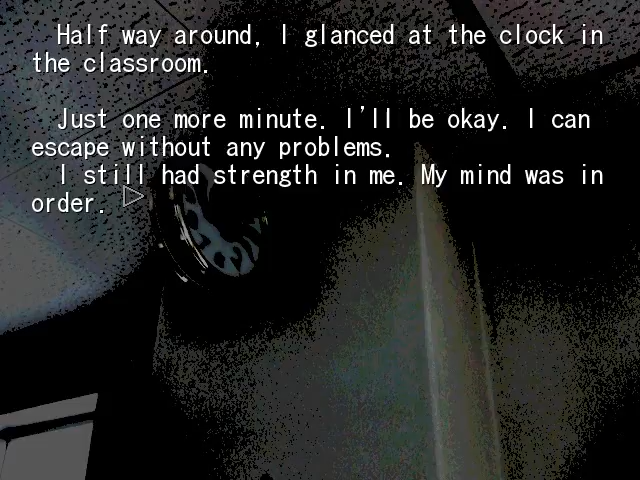 Half way around, I glanced at the clock in
the classroom.
Just one more minute. I'll be okay. I can
escape without any problems.
I still had strength in me. My mind was in
order.